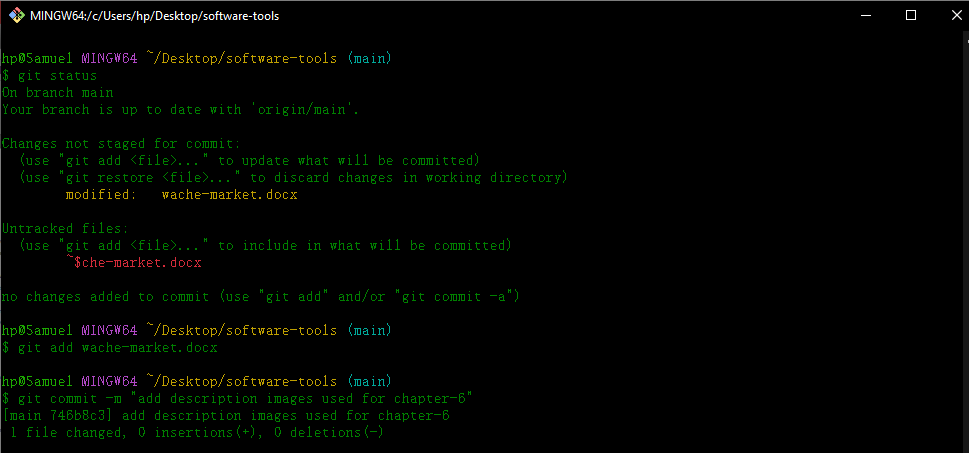 MINGW64:/c/Users/hp/Desktop/software-tools
hp@Samuel MINGW64 ~/Desktop/software-tools (main)
$ git status
On branch main
Your branch is up to date with 'origin/main'.
Changes not staged for commit:
  (use "git add <file>..." to update what will be committed)
  (use "git restore <file>..." to discard changes in working directory)
        modified:   wache-market.docx
Untracked files:
  (use "git add <file>..." to include in what will be committed)
        ~$che-market.docx
no changes added to commit (use "git add" and/or "git commit -a")
hp@Samuel MINGW64 ~/Desktop/software-tools (main)
$ git add wache-market.docx
hp@Samuel MINGW64 ~/Desktop/software-tools (main)
$ git commit -m "add description images used for chapter-6"
[main 746b8c3] add description images used for chapter-6
 1 file changed, 0 insertions(+), 0 deletions(-)